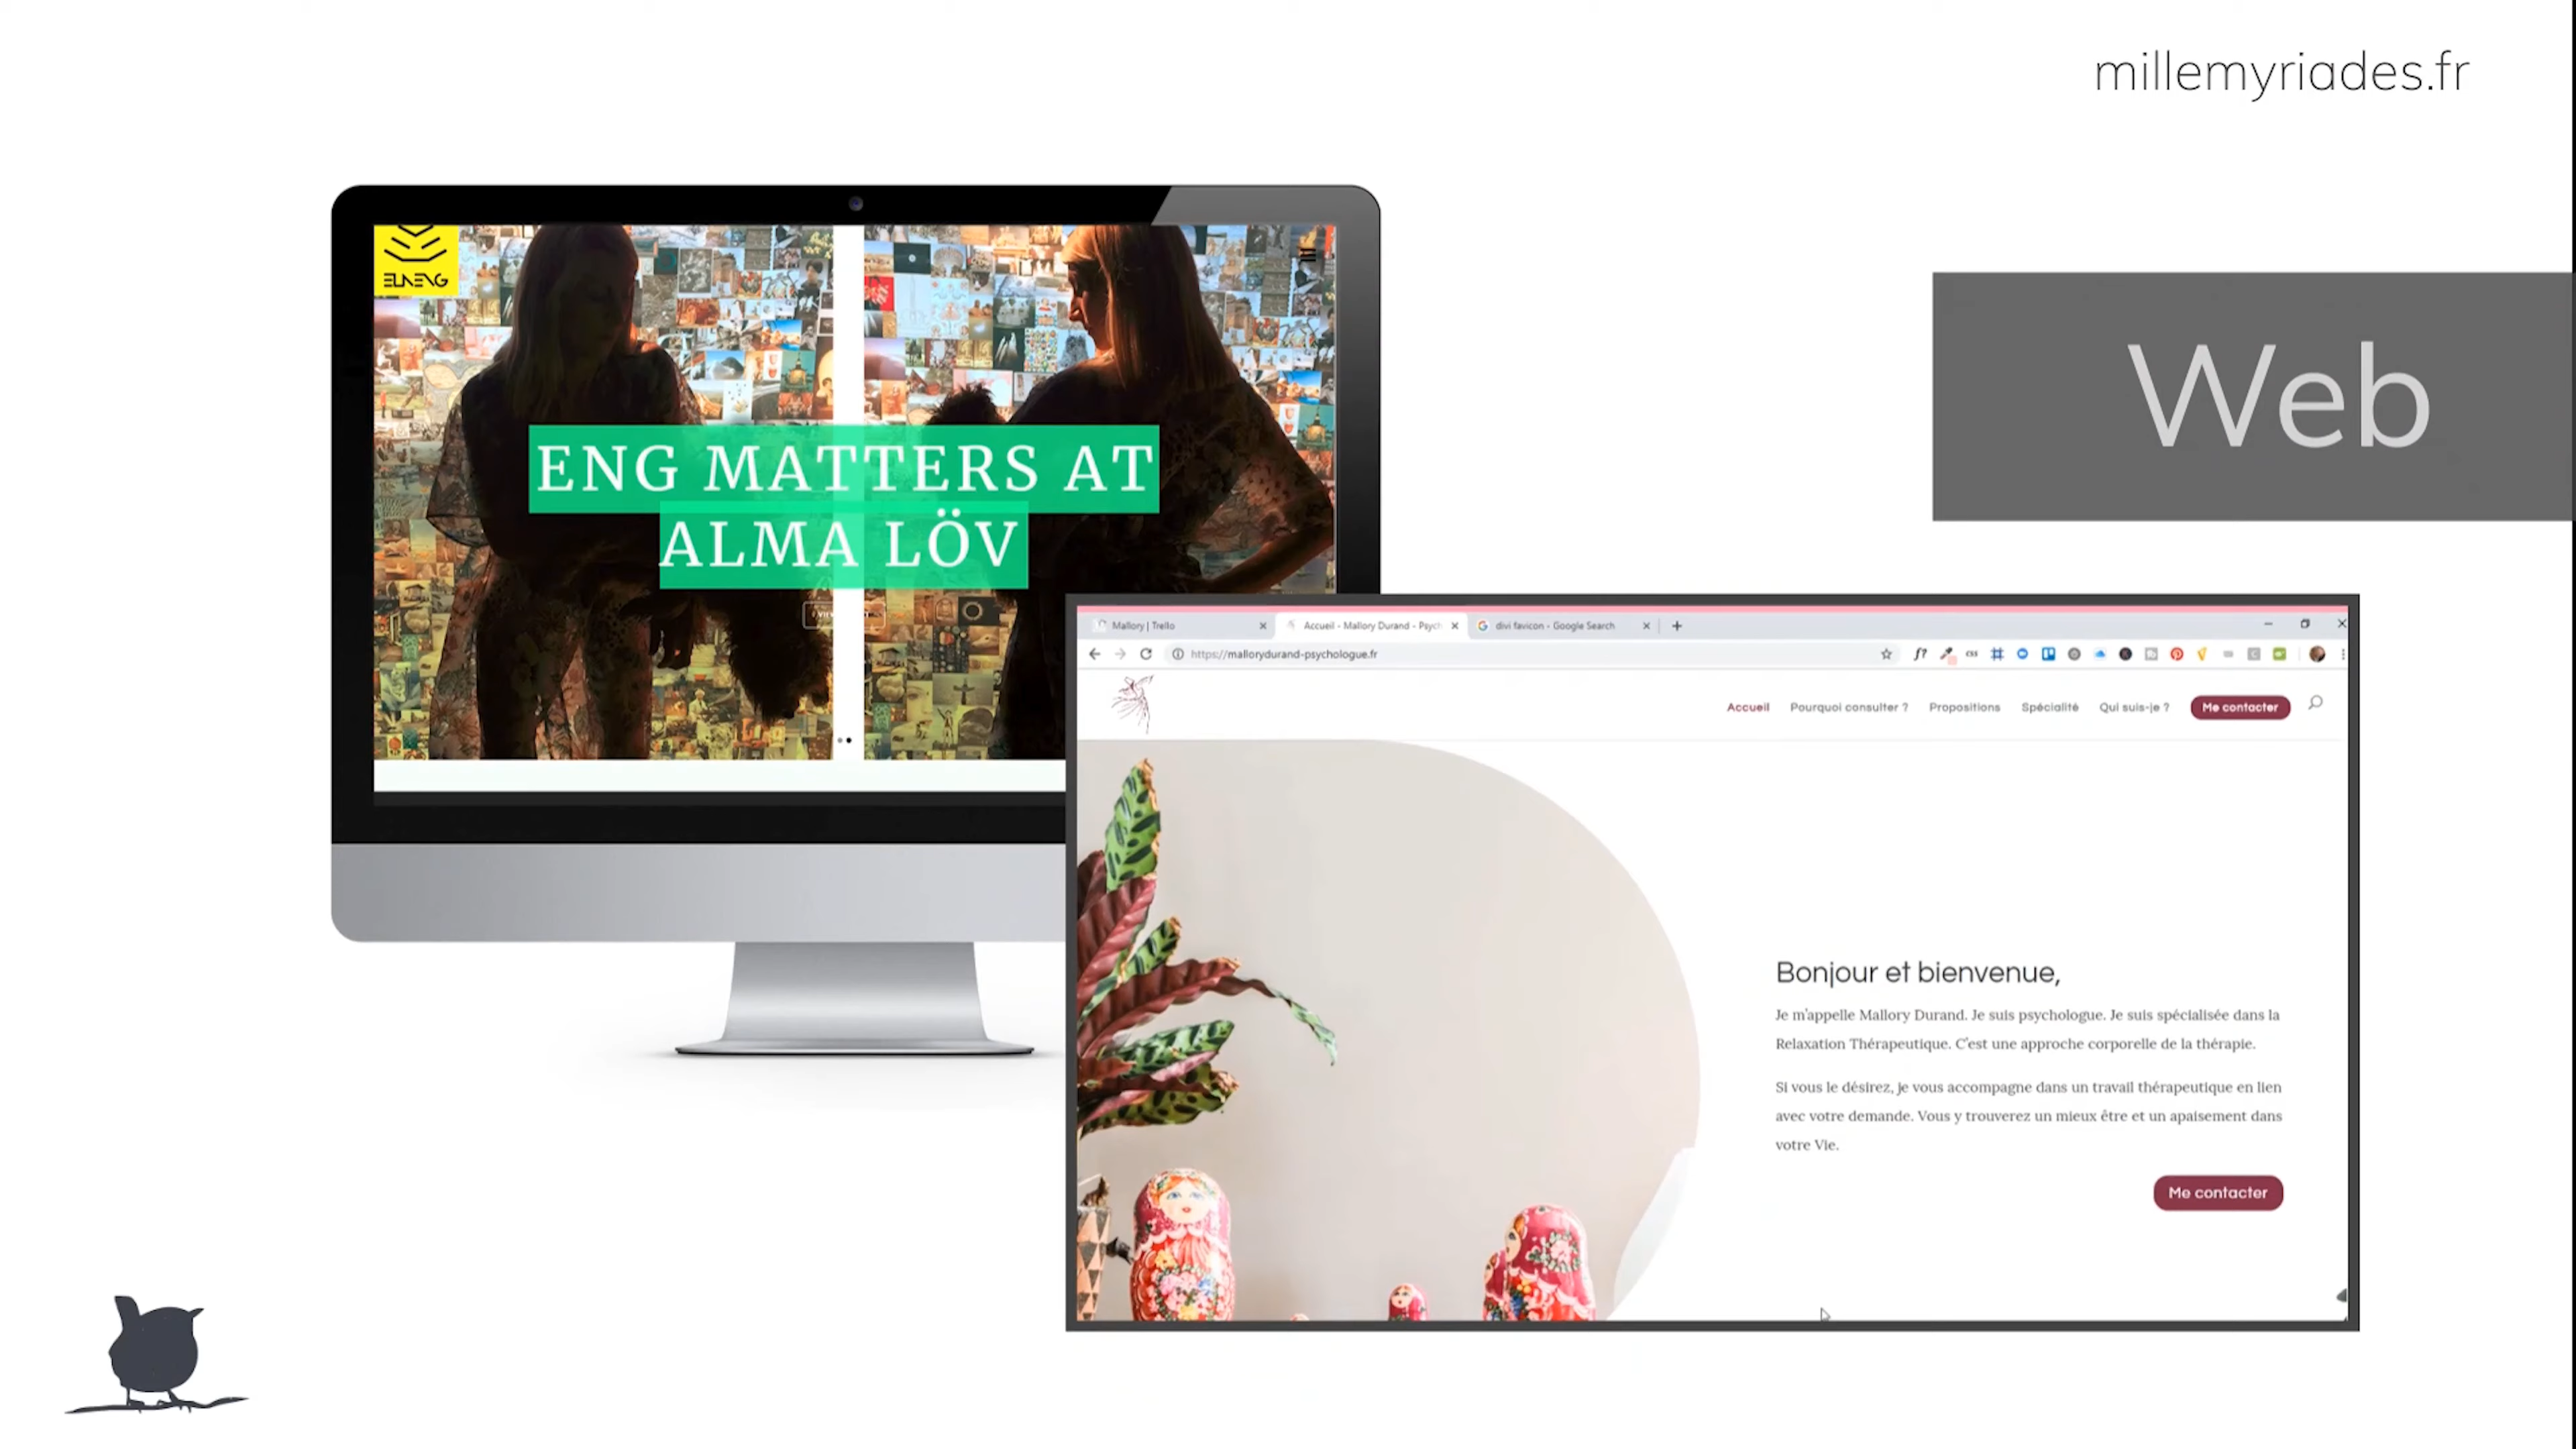 millemyriades.fr
Web
ELNENG
ENG MATTERS AT
ALMA LÖV
Mallory | Trello
Accueil - Mallory Durand - Psych
divi favicon - Google Search
https://mallorydurand-psychologue.fr
Accueil Pourquoi consulter ? Propositions Spécialité Qui suis-je ? Me contacter
Bonjour et bienvenue,
Je m'appelle Mallory Durand. Je suis psychologue. Je suis spécialisée dans la
Relaxation Thérapeutique. C'est une approche corporelle de la thérapie.
Si vous le désirez, je vous accompagne dans un travail thérapeutique en lien
avec votre demande. Vous y trouverez un mieux être et un apaisement dans
votre Vie.
Me contacter